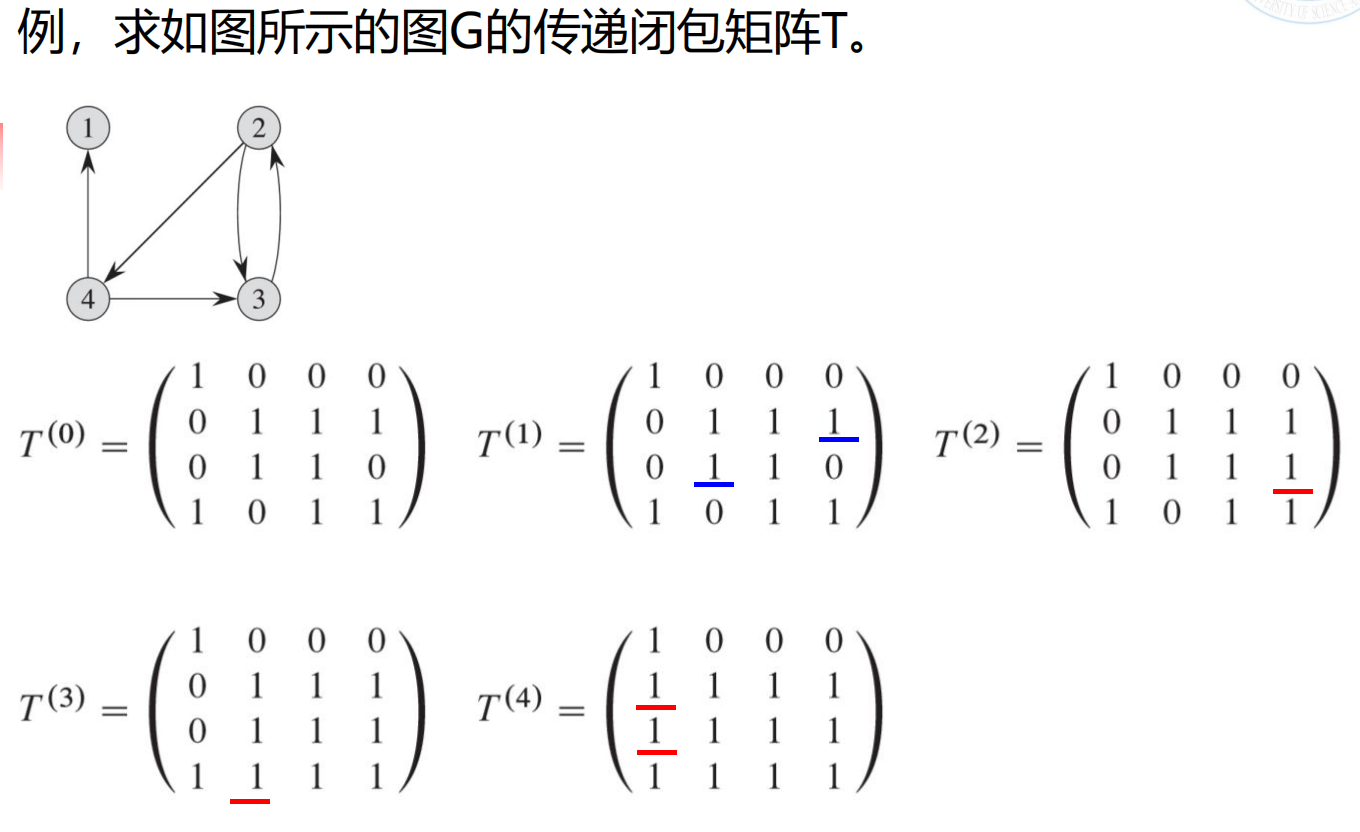 例，求如图所示的图G的传递闭包矩阵T。
1 2
4 3
T(0) = T(1) = T(2) =
1 0 0 0 1 0 0 0 1 0 0 0
0 1 1 1 0 1 1 1 0 1 1 1
0 1 1 0 0 1 1 0 0 1 1 1
1 0 1 1 1 0 1 1 1 0 1 1
T(3) = T(4) =
1 0 0 0 1 0 0 0
0 1 1 1 1 1 1 1
0 1 1 1 1 1 1 1
1 1 1 1 1 1 1 1